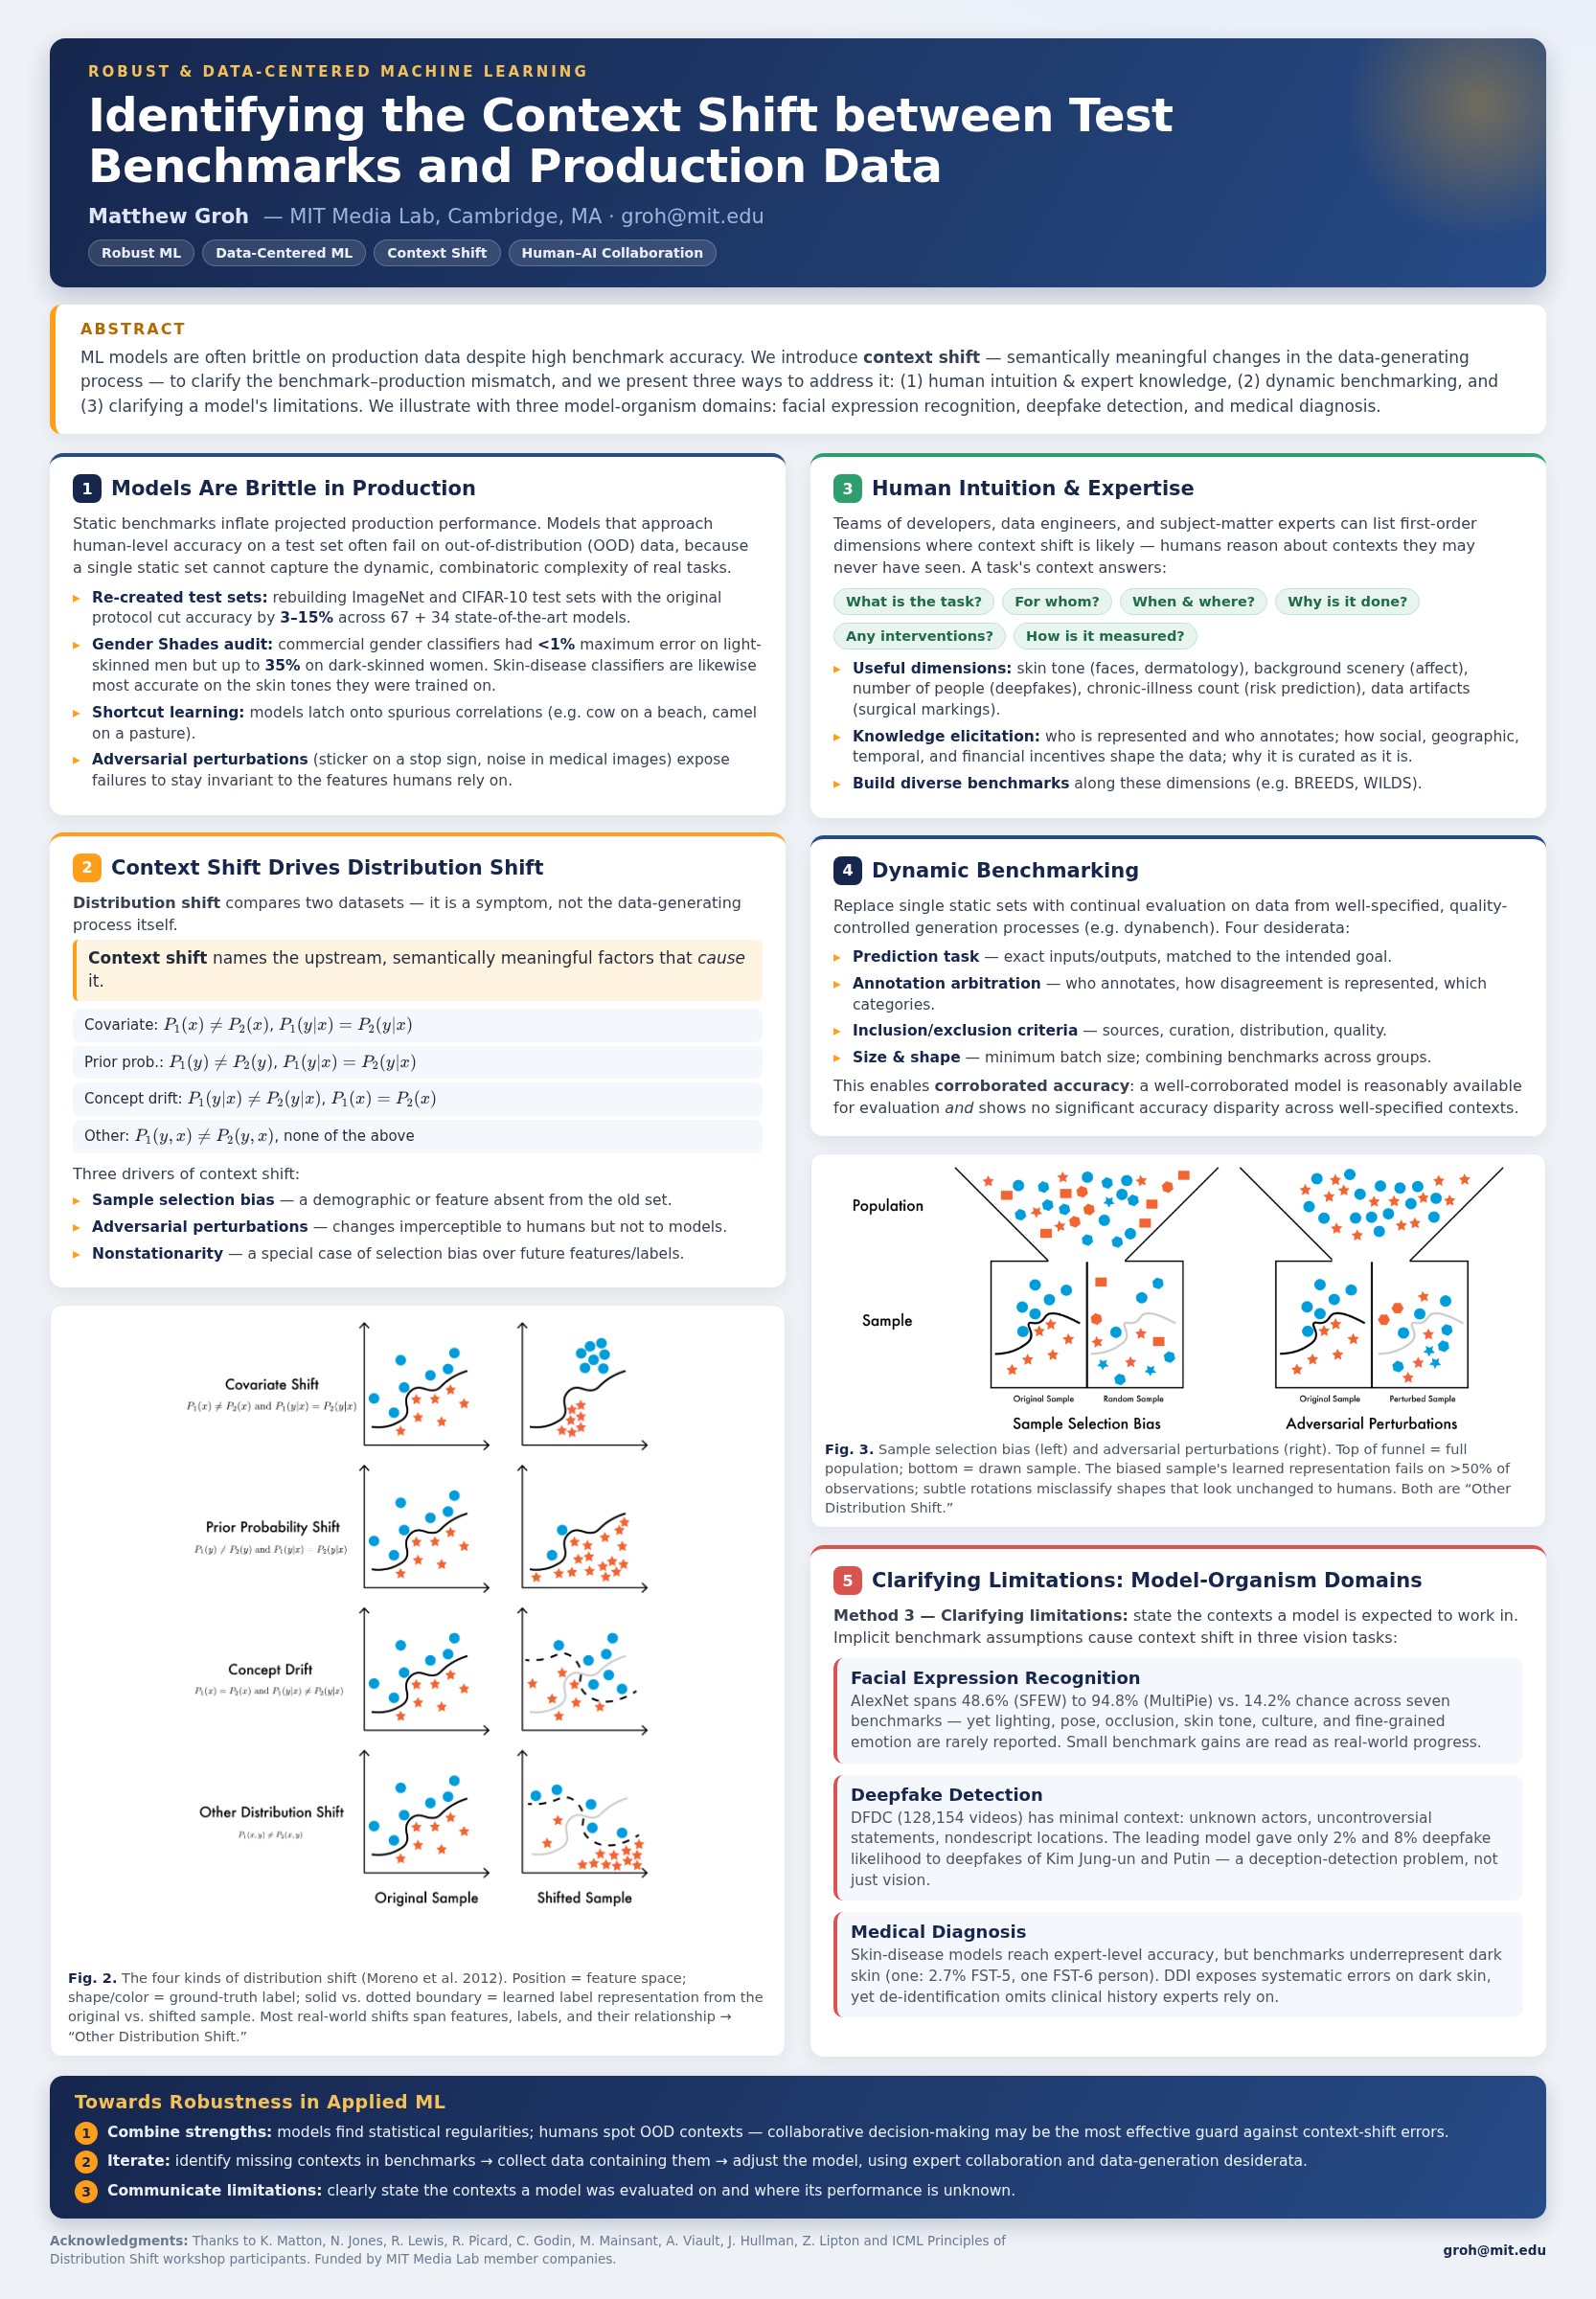 ROBUST & DATA-CENTERED MACHINE LEARNING
Identifying the Context Shift between Test
Benchmarks and Production Data
Matthew Groh — MIT Media Lab, Cambridge, MA · groh@mit.edu
Robust ML
Data-Centered ML
Context Shift
Human–AI Collaboration
ABSTRACT
ML models are often brittle on production data despite high benchmark accuracy. We introduce context shift — semantically meaningful changes in the data-generating
process — to clarify the benchmark–production mismatch, and we present three ways to address it: (1) human intuition & expert knowledge, (2) dynamic benchmarking, and
(3) clarifying a model's limitations. We illustrate with three model-organism domains: facial expression recognition, deepfake detection, and medical diagnosis.
1 Models Are Brittle in Production
Static benchmarks inflate projected production performance. Models that approach
human-level accuracy on a test set often fail on out-of-distribution (OOD) data, because
a single static set cannot capture the dynamic, combinatoric complexity of real tasks.
▸ Re-created test sets: rebuilding ImageNet and CIFAR-10 test sets with the original
protocol cut accuracy by 3–15% across 67 + 34 state-of-the-art models.
▸ Gender Shades audit: commercial gender classifiers had <1% maximum error on light-
skinned men but up to 35% on dark-skinned women. Skin-disease classifiers are likewise
most accurate on the skin tones they were trained on.
▸ Shortcut learning: models latch onto spurious correlations (e.g. cow on a beach, camel
on a pasture).
▸ Adversarial perturbations (sticker on a stop sign, noise in medical images) expose
failures to stay invariant to the features humans rely on.
2 Context Shift Drives Distribution Shift
Distribution shift compares two datasets — it is a symptom, not the data-generating
process itself.
Context shift names the upstream, semantically meaningful factors that cause
it.
Covariate: P₁(x) ≠ P₂(x), P₁(y|x) = P₂(y|x)
Prior prob.: P₁(y) ≠ P₂(y), P₁(y|x) = P₂(y|x)
Concept drift: P₁(y|x) ≠ P₂(y|x), P₁(x) = P₂(x)
Other: P₁(y, x) ≠ P₂(y, x), none of the above
Three drivers of context shift:
▸ Sample selection bias — a demographic or feature absent from the old set.
▸ Adversarial perturbations — changes imperceptible to humans but not to models.
▸ Nonstationarity — a special case of selection bias over future features/labels.
Covariate Shift
P₁(x) ≠ P₂(x) and P₁(y|x) = P₂(y|x)
Prior Probability Shift
P₁(y) ≠ P₂(y) and P₁(y|x) = P₂(y|x)
Concept Drift
P₁(x) = P₂(x) and P₁(y|x) ≠ P₂(y|x)
Other Distribution Shift
P₁(x,y) ≠ P₂(x,y)
Original Sample
Shifted Sample
Fig. 2. The four kinds of distribution shift (Moreno et al. 2012). Position = feature space;
shape/color = ground-truth label; solid vs. dotted boundary = learned label representation from the
original vs. shifted sample. Most real-world shifts span features, labels, and their relationship →
“Other Distribution Shift.”
3 Human Intuition & Expertise
Teams of developers, data engineers, and subject-matter experts can list first-order
dimensions where context shift is likely — humans reason about contexts they may
never have seen. A task's context answers:
What is the task?
For whom?
When & where?
Why is it done?
Any interventions?
How is it measured?
▸ Useful dimensions: skin tone (faces, dermatology), background scenery (affect),
number of people (deepfakes), chronic-illness count (risk prediction), data artifacts
(surgical markings).
▸ Knowledge elicitation: who is represented and who annotates; how social, geographic,
temporal, and financial incentives shape the data; why it is curated as it is.
▸ Build diverse benchmarks along these dimensions (e.g. BREEDS, WILDS).
4 Dynamic Benchmarking
Replace single static sets with continual evaluation on data from well-specified, quality-
controlled generation processes (e.g. dynabench). Four desiderata:
▸ Prediction task — exact inputs/outputs, matched to the intended goal.
▸ Annotation arbitration — who annotates, how disagreement is represented, which
categories.
▸ Inclusion/exclusion criteria — sources, curation, distribution, quality.
▸ Size & shape — minimum batch size; combining benchmarks across groups.
This enables corroborated accuracy: a well-corroborated model is reasonably available
for evaluation and shows no significant accuracy disparity across well-specified contexts.
Population
Sample
Original Sample
Random Sample
Original Sample
Perturbed Sample
Sample Selection Bias
Adversarial Perturbations
Fig. 3. Sample selection bias (left) and adversarial perturbations (right). Top of funnel = full
population; bottom = drawn sample. The biased sample's learned representation fails on >50% of
observations; subtle rotations misclassify shapes that look unchanged to humans. Both are “Other
Distribution Shift.”
5 Clarifying Limitations: Model-Organism Domains
Method 3 — Clarifying limitations: state the contexts a model is expected to work in.
Implicit benchmark assumptions cause context shift in three vision tasks:
Facial Expression Recognition
AlexNet spans 48.6% (SFEW) to 94.8% (MultiPie) vs. 14.2% chance across seven
benchmarks — yet lighting, pose, occlusion, skin tone, culture, and fine-grained
emotion are rarely reported. Small benchmark gains are read as real-world progress.
Deepfake Detection
DFDC (128,154 videos) has minimal context: unknown actors, uncontroversial
statements, nondescript locations. The leading model gave only 2% and 8% deepfake
likelihood to deepfakes of Kim Jung-un and Putin — a deception-detection problem, not
just vision.
Medical Diagnosis
Skin-disease models reach expert-level accuracy, but benchmarks underrepresent dark
skin (one: 2.7% FST-5, one FST-6 person). DDI exposes systematic errors on dark skin,
yet de-identification omits clinical history experts rely on.
Towards Robustness in Applied ML
1 Combine strengths: models find statistical regularities; humans spot OOD contexts — collaborative decision-making may be the most effective guard against context-shift errors.
2 Iterate: identify missing contexts in benchmarks → collect data containing them → adjust the model, using expert collaboration and data-generation desiderata.
3 Communicate limitations: clearly state the contexts a model was evaluated on and where its performance is unknown.
Acknowledgments: Thanks to K. Matton, N. Jones, R. Lewis, R. Picard, C. Godin, M. Mainsant, A. Viault, J. Hullman, Z. Lipton and ICML Principles of
Distribution Shift workshop participants. Funded by MIT Media Lab member companies.
groh@mit.edu